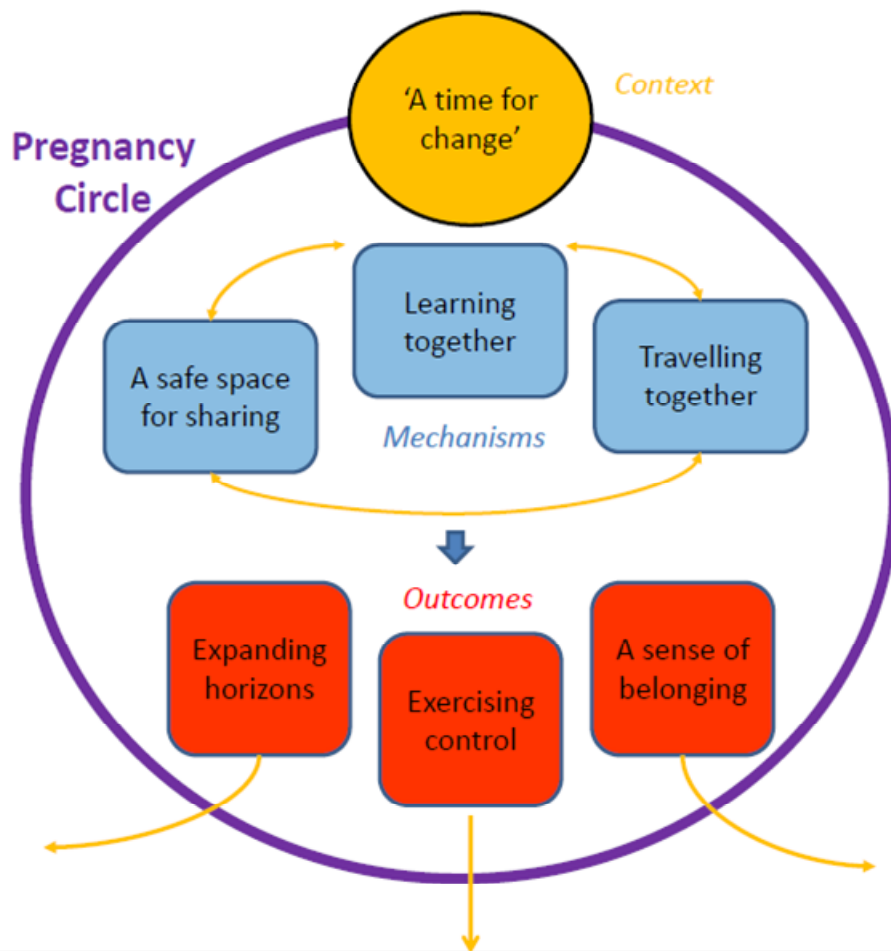 ‘A time for
change’
Context
Pregnancy
Circle
Learning
together
A safe space
for sharing
Travelling
together
Mechanisms
Outcomes
Expanding
horizons
Exercising
control
A sense of
belonging